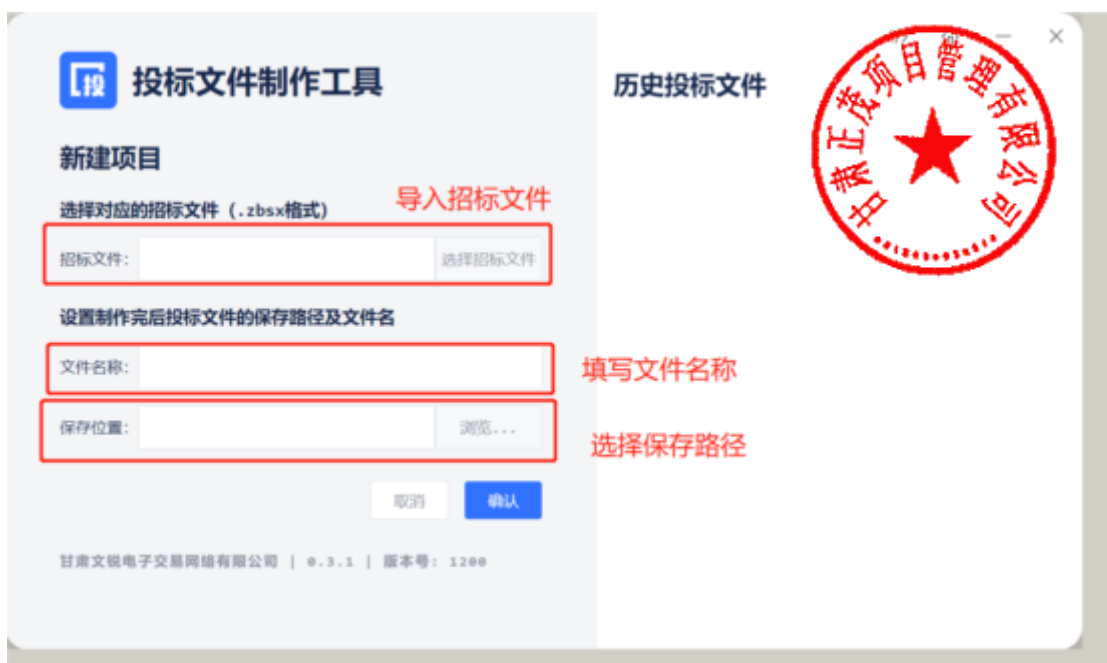 投标文件制作工具
新建项目
选择对应的招标文件（.zbsx格式）
导入招标文件
招标文件：
选择招标文件
设置制作完后投标文件的保存路径及文件名
文件名称：
填写文件名称
保存位置：
浏览...
选择保存路径
取消
确认
甘肃文锐电子交易网络有限公司 | 0.3.1 | 版本号: 1200
历史投标文件
甘肃正茂项目管理有限公司